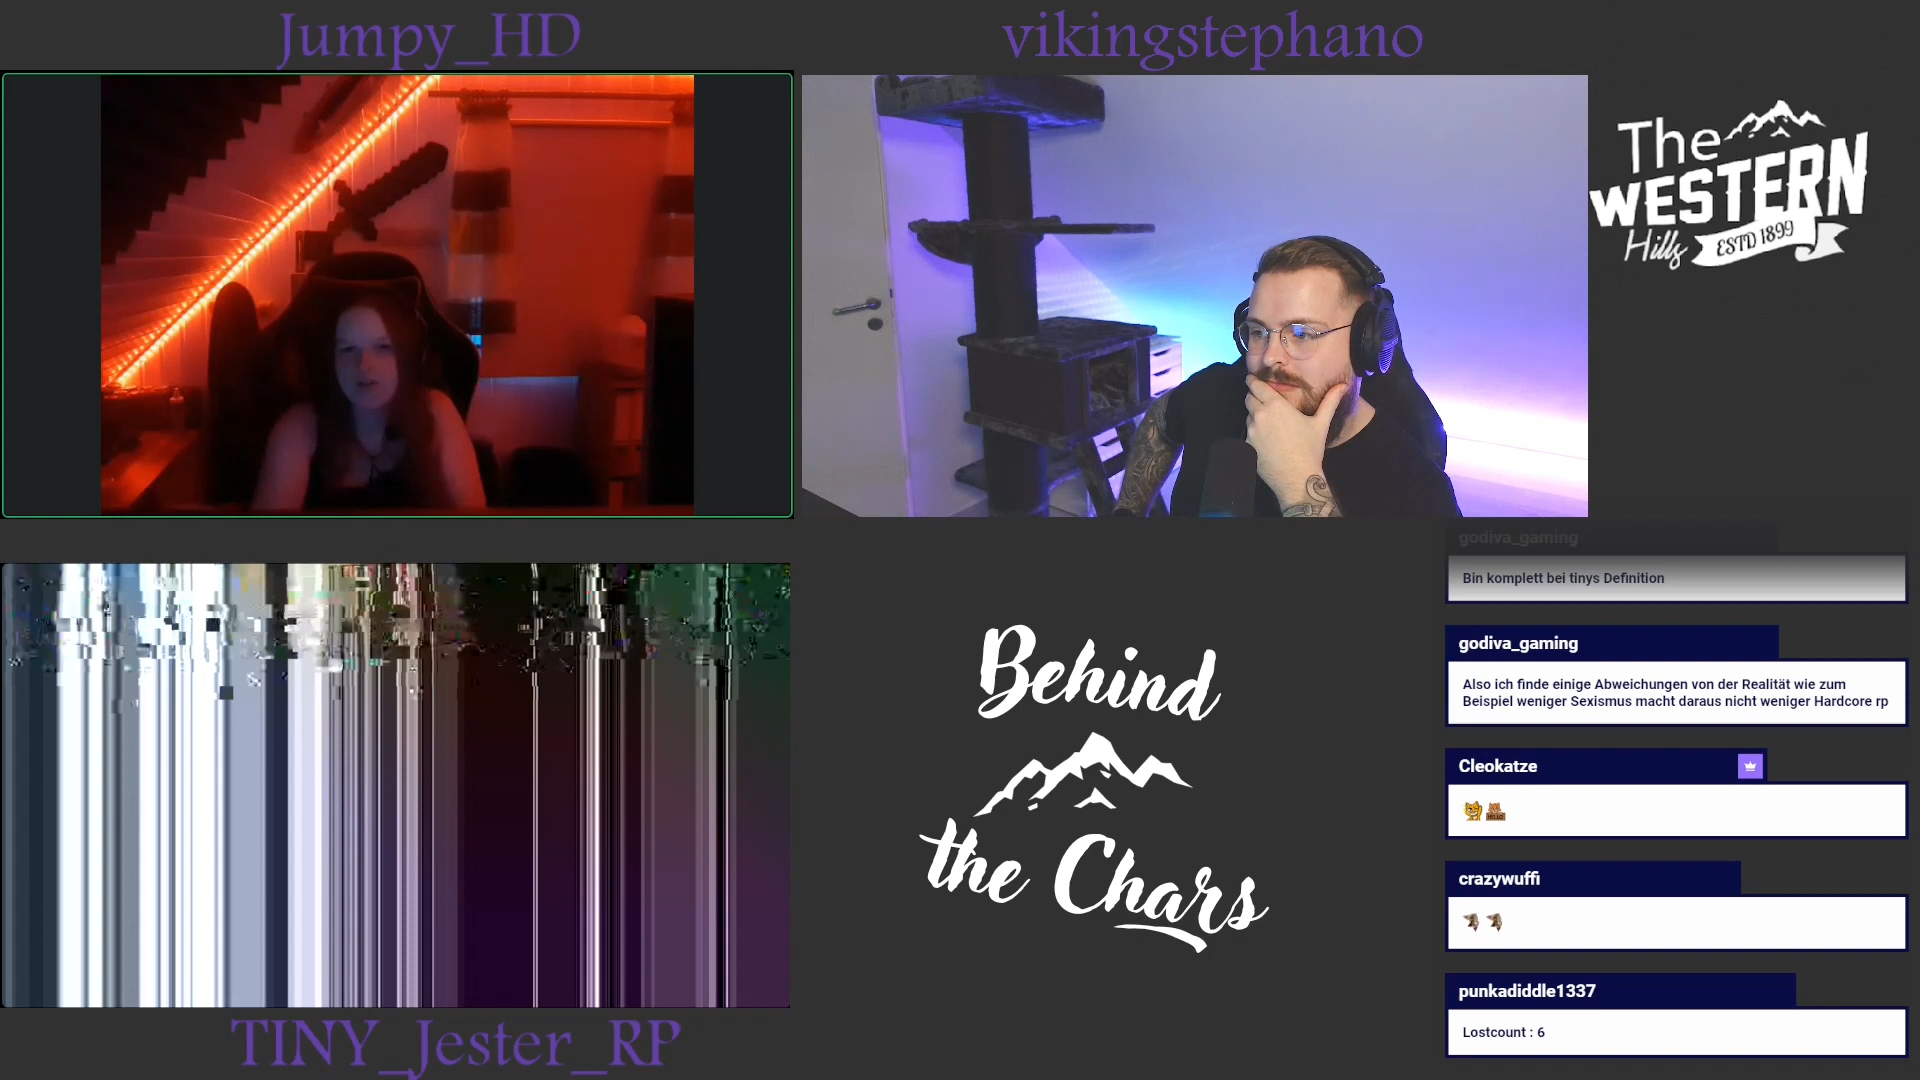 Jumpy_HD
vikingstephano
The
WESTERN
Hills
ESTD 1899
godiva_gaming
Bin komplett bei tinys Definition
godiva_gaming
Also ich finde einige Abweichungen von der Realität wie zum
Beispiel weniger Sexismus macht daraus nicht weniger Hardcore rp
Cleokatze
HELLO
crazywuffi
punkadiddle1337
Lostcount : 6
Behind
the Chars
TINY_Jester_RP